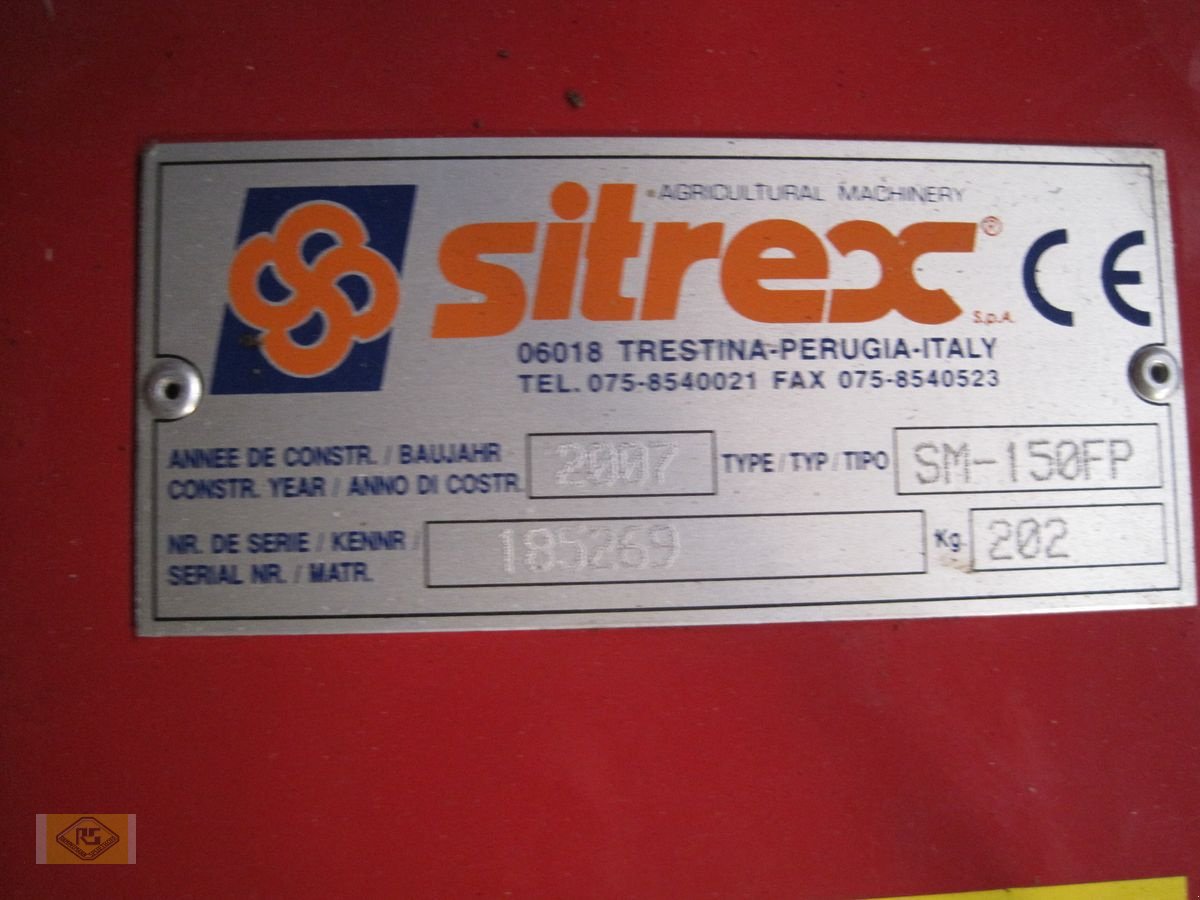 AGRICULTURAL MACHINERY
sitrex®
S.p.A.
CE
06018 TRESTINA-PERUGIA-ITALY
TEL. 075-8540021 FAX 075-8540523
ANNEE DE CONSTR. / BAUJAHR
CONSTR. YEAR / ANNO DI COSTR.
2007
TYPE / TYP / TIPO
SM-150FP
NR. DE SERIE / KENNR /
SERIAL NR. / MATR.
185269
Kg.
202
RG